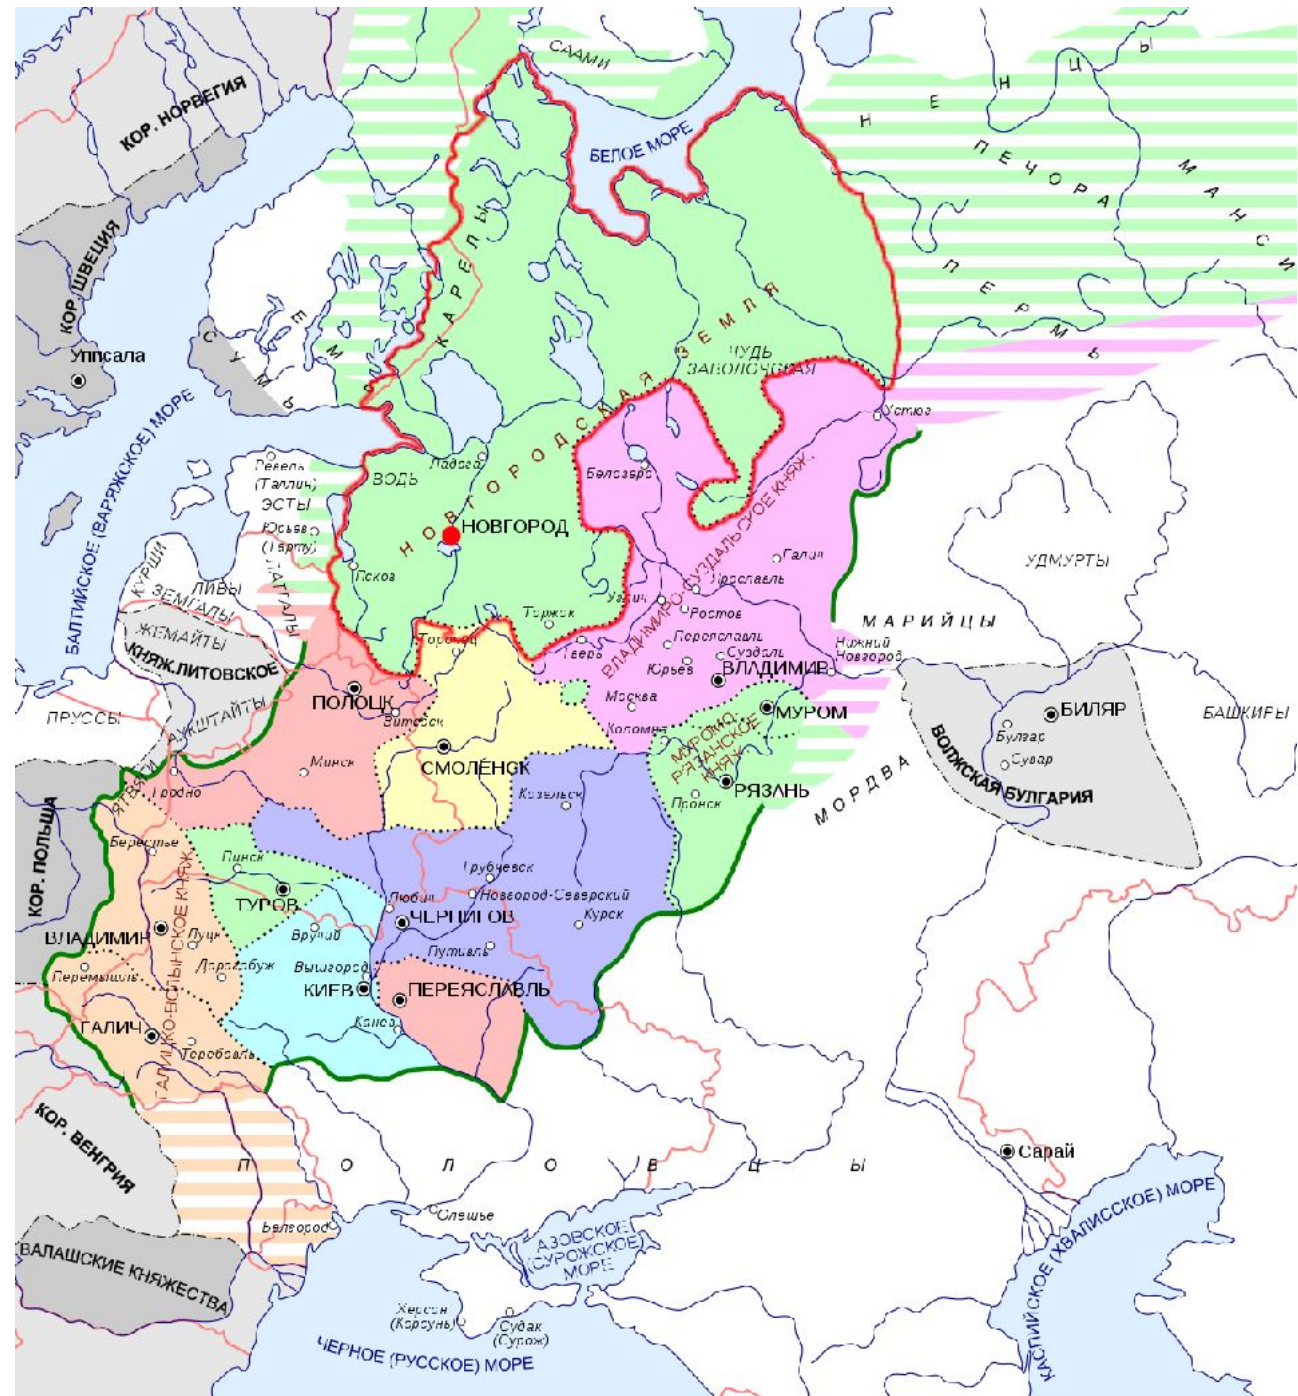 СААМИ
НЕНЦЫ
КОР. НОРВЕГИЯ
БЕЛОЕ МОРЕ
ПЕЧОРА
МАНСИ
КАРЕЛЫ
КОР. ШВЕЦИЯ
ПЕРМЬ
ЕМЬ
СУМЬ
НОВГОРОДСКАЯ ЗЕМЛЯ
ЧУДЬ
ЗАВОЛОЧСКАЯ
Уппсала
Устюг
БАЛТИЙСКОЕ (ВАРЯЖСКОЕ) МОРЕ
Ревель
(Таллин)
ВОДЬ
Ладога
Белозеро
ЭСТЫ
Юрьев
(Тарту)
НОВГОРОД
ВЛАДИМИРО-СУЗДАЛЬСКОЕ КНЯЖ.
Галич
УДМУРТЫ
КУРШИ
ЛИВЫ
ЗЕМГАЛЫ
ЛАТГАЛЫ
Псков
Ярославль
Углич
Ростов
Торжок
МАРИЙЦЫ
ЖЕМАЙТЫ
КНЯЖ.ЛИТОВСКОЕ
Торопец
Тверь
Переяславль
Суздаль
Юрьев
ВЛАДИМИР
Нижний
Новгород
ПОЛОЦК
Витебск
Москва
МУРОМ
БИЛЯР
ПРУССЫ
АУКШТАЙТЫ
Коломна
МУРОМО-
РЯЗАНСКОЕ
КНЯЖ.
Булгар
БАШКИРЫ
СМОЛЕНСК
Минск
Сувар
ВОЛЖСКАЯ БУЛГАРИЯ
ЯТВЯГИ
Гродно
Козельск
Пронск
РЯЗАНЬ
МОРДВА
КОР. ПОЛЬША
Берестье
Пинск
Трубчевск
ТУРОВ
Любич
Новгород-Северский
ЧЕРНИГОВ
Курск
ВЛАДИМИР
Луцк
Вручий
Путивль
ГАЛИЦКО-ВОЛЫНСКОЕ КНЯЖ.
Перемышль
Дорогобуж
Вышгород
КИЕВ
ПЕРЕЯСЛАВЛЬ
ГАЛИЧ
Канев
Теребовль
КОР. ВЕНГРИЯ
ПОЛОВЦЫ
Сарай
Белгород
Олешье
АЗОВСКОЕ
(СУРОЖСКОЕ)
МОРЕ
КАСПИЙСКОЕ (ХВАЛИССКОЕ) МОРЕ
ВАЛАШСКИЕ КНЯЖЕСТВА
Херсон
(Корсунь)
Судак
(Сурож)
ЧЕРНОЕ (РУССКОЕ) МОРЕ